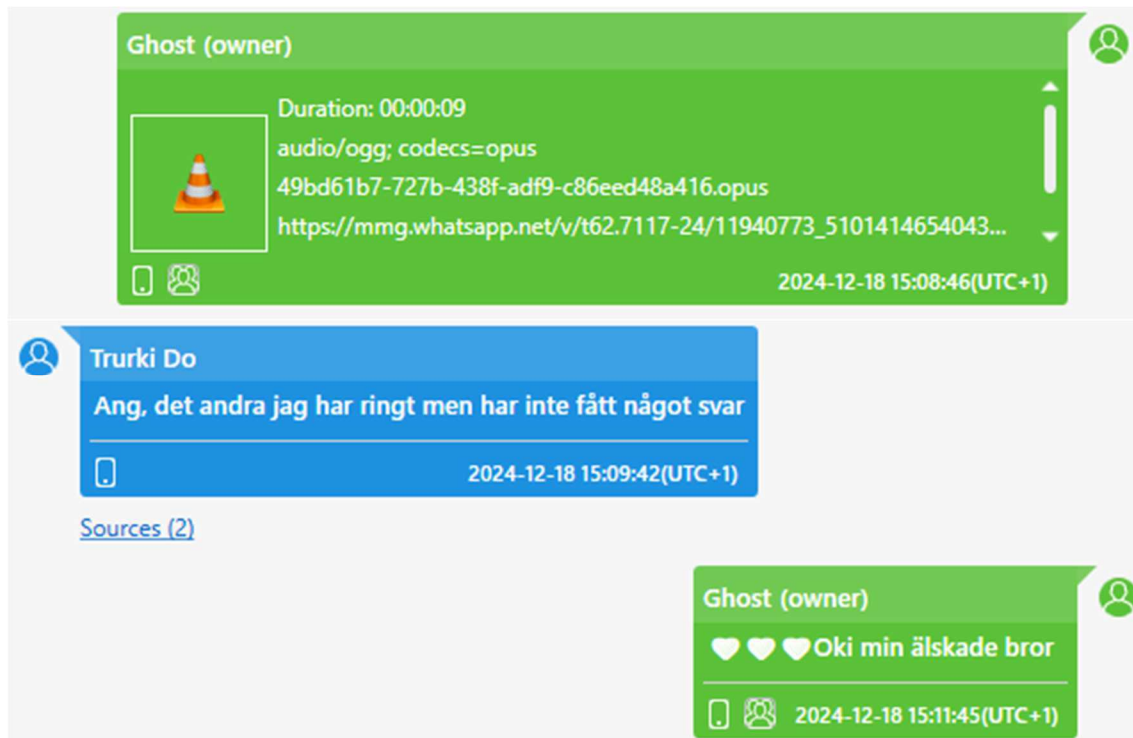 Ghost (owner)
Duration: 00:00:09
audio/ogg; codecs=opus
49bd61b7-727b-438f-adf9-c86eed48a416.opus
https://mmg.whatsapp.net/v/t62.7117-24/11940773_5101414654043...
2024-12-18 15:08:46(UTC+1)
Trurki Do
Ang, det andra jag har ringt men har inte fått något svar
2024-12-18 15:09:42(UTC+1)
Sources (2)
Ghost (owner)
🤍🤍🤍Oki min älskade bror
2024-12-18 15:11:45(UTC+1)